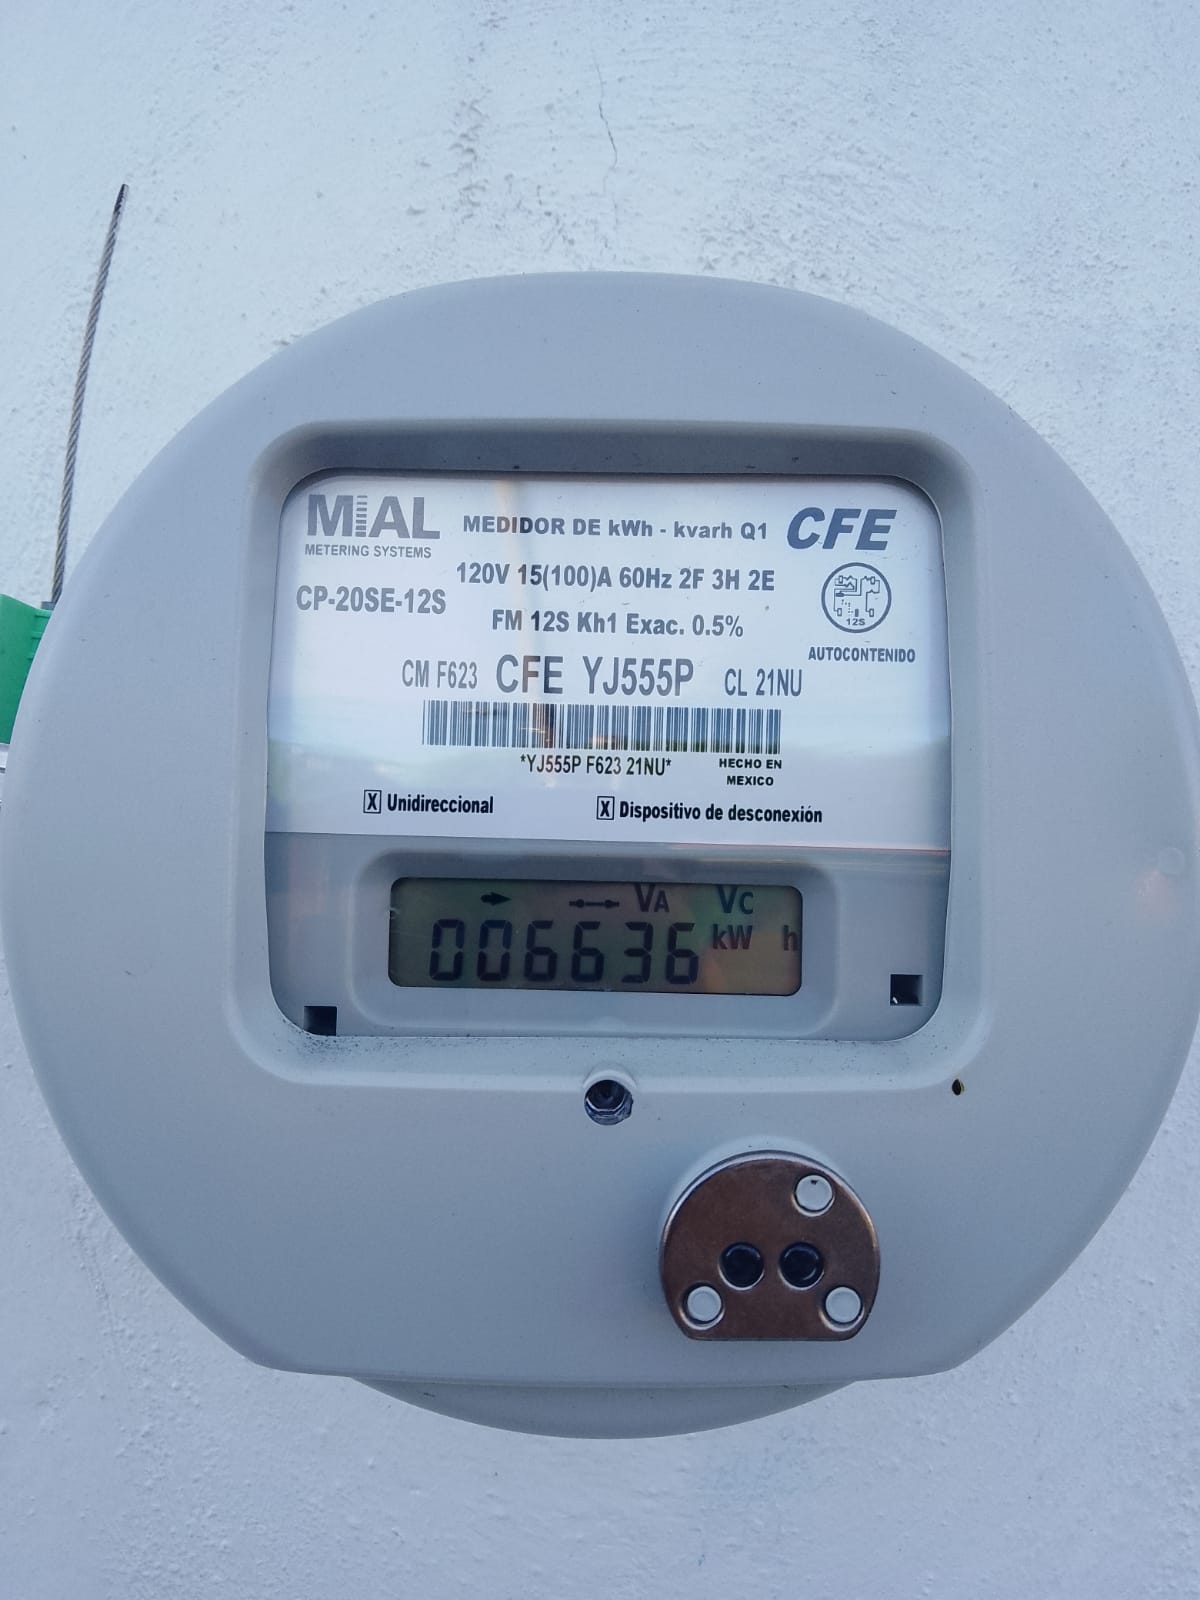 MIAL
METERING SYSTEMS
MEDIDOR DE kWh - kvarh Q1
CFE
120V 15(100)A 60Hz 2F 3H 2E
CP-20SE-12S
FM 12S Kh1 Exac. 0.5%
12S
AUTOCONTENIDO
CM F623 CFE YJ555P CL 21NU
*YJ555P F623 21NU*
HECHO EN
MEXICO
X Unidireccional
X Dispositivo de desconexión
VA VC
006636 kW h